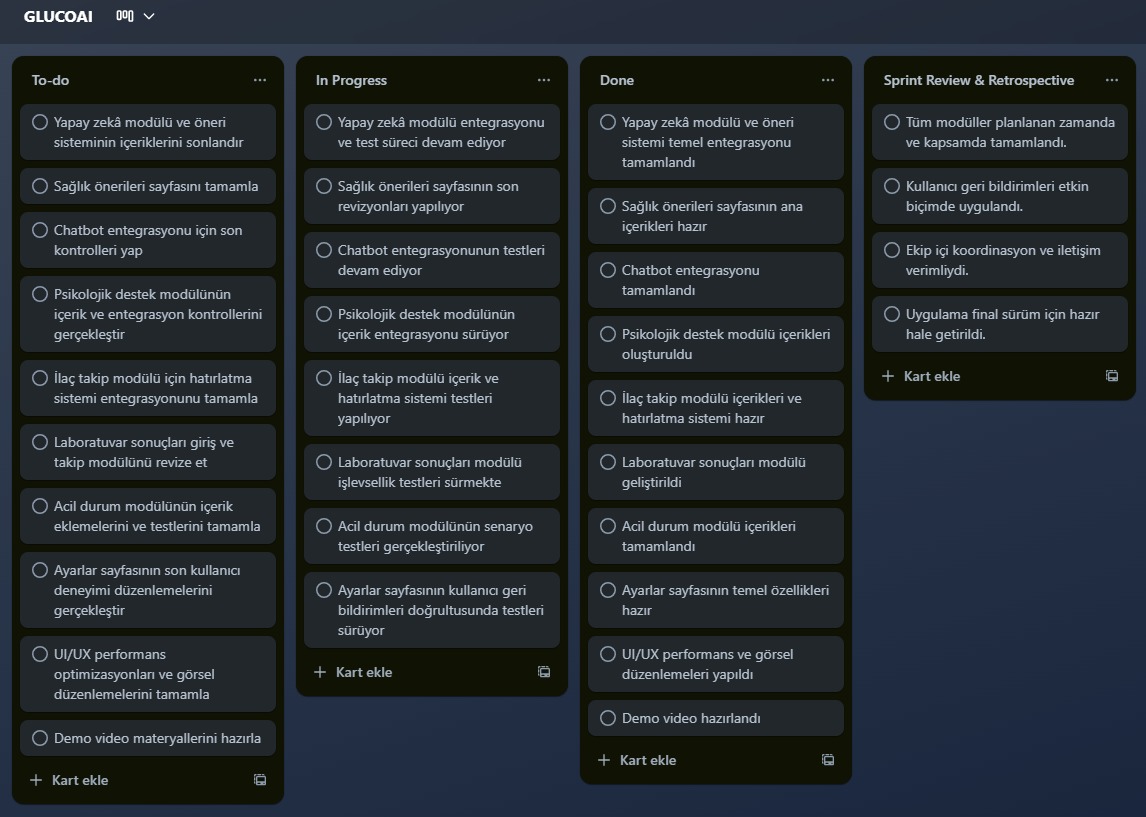 GLUCOAI
To-do
Yapay zekâ modülü ve öneri
sisteminin içeriklerini sonlandır
Sağlık önerileri sayfasını tamamla
Chatbot entegrasyonu için son
kontrolleri yap
Psikolojik destek modülünün
içerik ve entegrasyon kontrollerini
gerçekleştir
İlaç takip modülü için hatırlatma
sistemi entegrasyonunu tamamla
Laboratuvar sonuçları giriş ve
takip modülünü revize et
Acil durum modülünün içerik
eklemelerini ve testlerini tamamla
Ayarlar sayfasının son kullanıcı
deneyimi düzenlemelerini
gerçekleştir
UI/UX performans
optimizasyonları ve görsel
düzenlemelerini tamamla
Demo video materyallerini hazırla
Kart ekle
In Progress
Yapay zekâ modülü entegrasyonu
ve test süreci devam ediyor
Sağlık önerileri sayfasının son
revizyonları yapılıyor
Chatbot entegrasyonunun testleri
devam ediyor
Psikolojik destek modülünün
içerik entegrasyonu sürüyor
İlaç takip modülü içerik ve
hatırlatma sistemi testleri
yapılıyor
Laboratuvar sonuçları modülü
işlevsellik testleri sürmekte
Acil durum modülünün senaryo
testleri gerçekleştiriliyor
Ayarlar sayfasının kullanıcı geri
bildirimleri doğrultusunda testleri
sürüyor
Kart ekle
Done
Yapay zekâ modülü ve öneri
sistemi temel entegrasyonu
tamamlandı
Sağlık önerileri sayfasının ana
içerikleri hazır
Chatbot entegrasyonu
tamamlandı
Psikolojik destek modülü içerikleri
oluşturuldu
İlaç takip modülü içerikleri ve
hatırlatma sistemi hazır
Laboratuvar sonuçları modülü
geliştirildi
Acil durum modülü içerikleri
tamamlandı
Ayarlar sayfasının temel özellikleri
hazır
UI/UX performans ve görsel
düzenlemeleri yapıldı
Demo video hazırlandı
Kart ekle
Sprint Review & Retrospective
Tüm modüller planlanan zamanda
ve kapsamda tamamlandı.
Kullanıcı geri bildirimleri etkin
biçimde uygulandı.
Ekip içi koordinasyon ve iletişim
verimliydi.
Uygulama final sürüm için hazır
hale getirildi.
Kart ekle